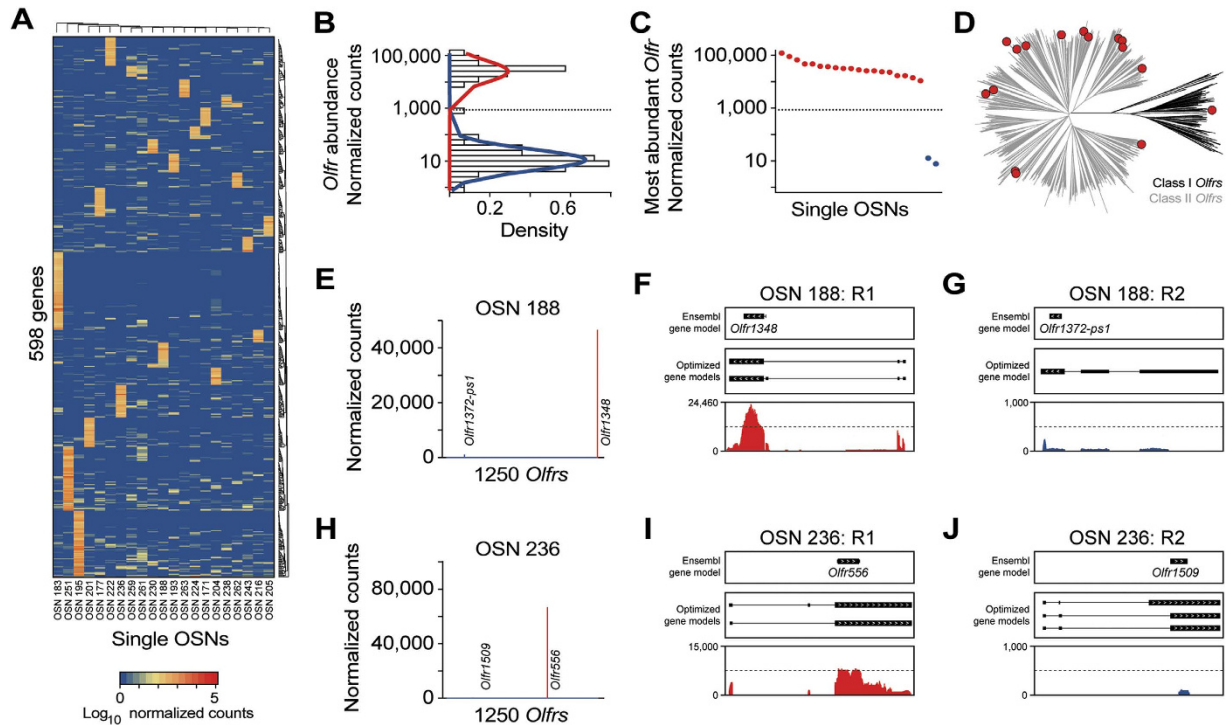 A
598 genes
OSN 183
OSN 251
OSN 195
OSN 201
OSN 177
OSN 222
OSN 236
OSN 259
OSN 261
OSN 230
OSN 188
OSN 193
OSN 263
OSN 224
OSN 171
OSN 204
OSN 238
OSN 262
OSN 243
OSN 216
OSN 205
Single OSNs
0 5
Log10 normalized counts
B
Olfr abundance
Normalized counts
100,000
1,000
10
0.2 0.6
Density
C
Most abundant Olfr
Normalized counts
100,000
1,000
10
Single OSNs
D
Class I Olfrs
Class II Olfrs
E
OSN 188
Normalized counts
40,000
20,000
0
Olfr1372-ps1
Olfr1348
1250 Olfrs
F
OSN 188: R1
Ensembl
gene model
Olfr1348
Optimized
gene models
24,460
0
G
OSN 188: R2
Ensembl
gene model
Olfr1372-ps1
Optimized
gene models
1,000
0
H
OSN 236
Normalized counts
80,000
40,000
0
Olfr1509
Olfr556
1250 Olfrs
I
OSN 236: R1
Ensembl
gene model
Olfr556
Optimized
gene models
15,000
0
J
OSN 236: R2
Ensembl
gene model
Olfr1509
Optimized
gene models
1,000
0